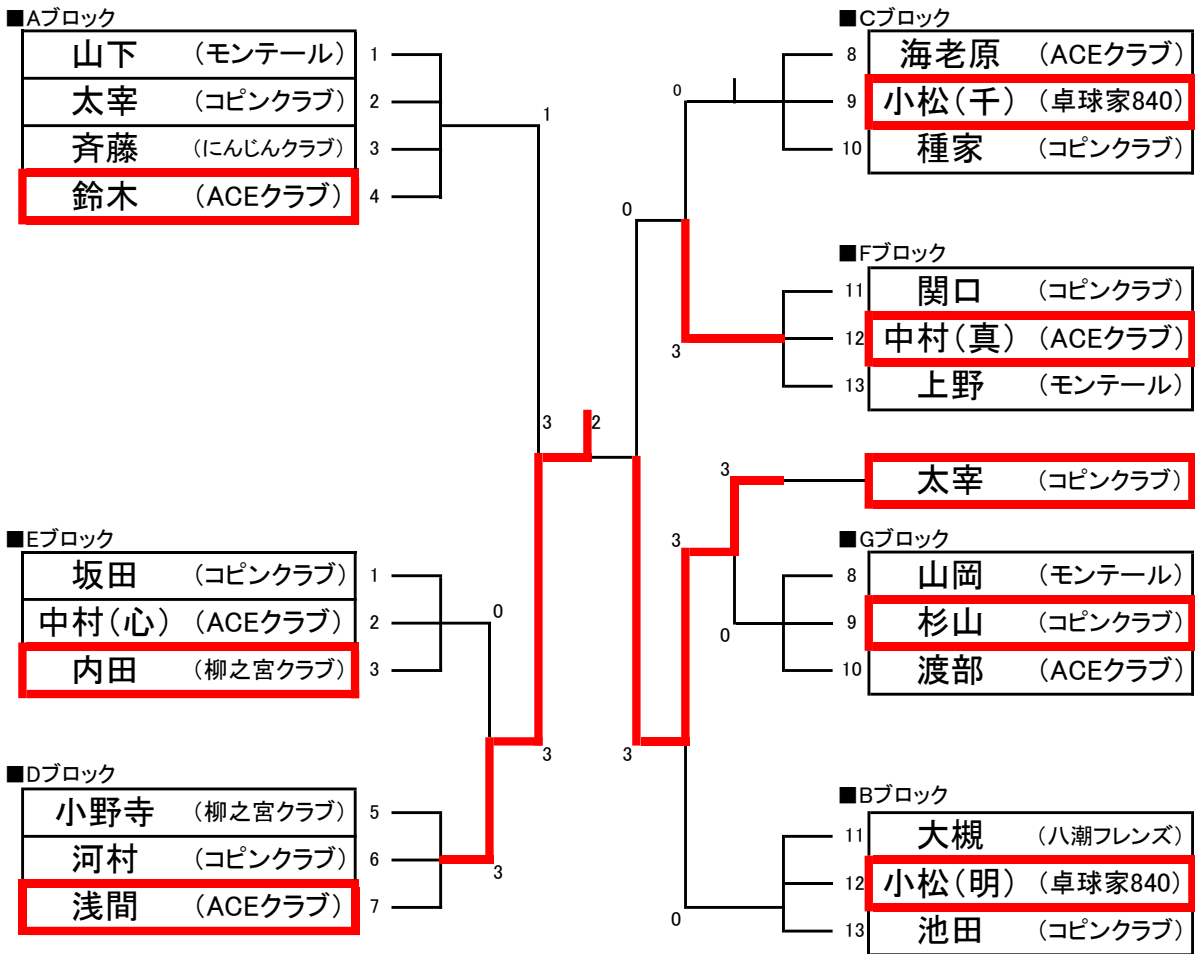 ■Aブロック
山下 (モンテール) 1
太宰 (コピンクラブ) 2
斉藤 (にんじんクラブ) 3
鈴木 (ACEクラブ) 4
1
■Eブロック
坂田 (コピンクラブ) 1
中村(心) (ACEクラブ) 2
内田 (柳之宮クラブ) 3
0
■Dブロック
小野寺 (柳之宮クラブ) 5
河村 (コピンクラブ) 6
浅間 (ACEクラブ) 7
3
3
3 2
■Cブロック
8 海老原 (ACEクラブ)
9 小松(千) (卓球家840)
10 種家 (コピンクラブ)
0
0
■Fブロック
11 関口 (コピンクラブ)
12 中村(真) (ACEクラブ)
13 上野 (モンテール)
3
3 太宰 (コピンクラブ)
3
■Gブロック
8 山岡 (モンテール)
9 杉山 (コピンクラブ)
10 渡部 (ACEクラブ)
0
3
■Bブロック
11 大槻 (八潮フレンズ)
12 小松(明) (卓球家840)
13 池田 (コピンクラブ)
0